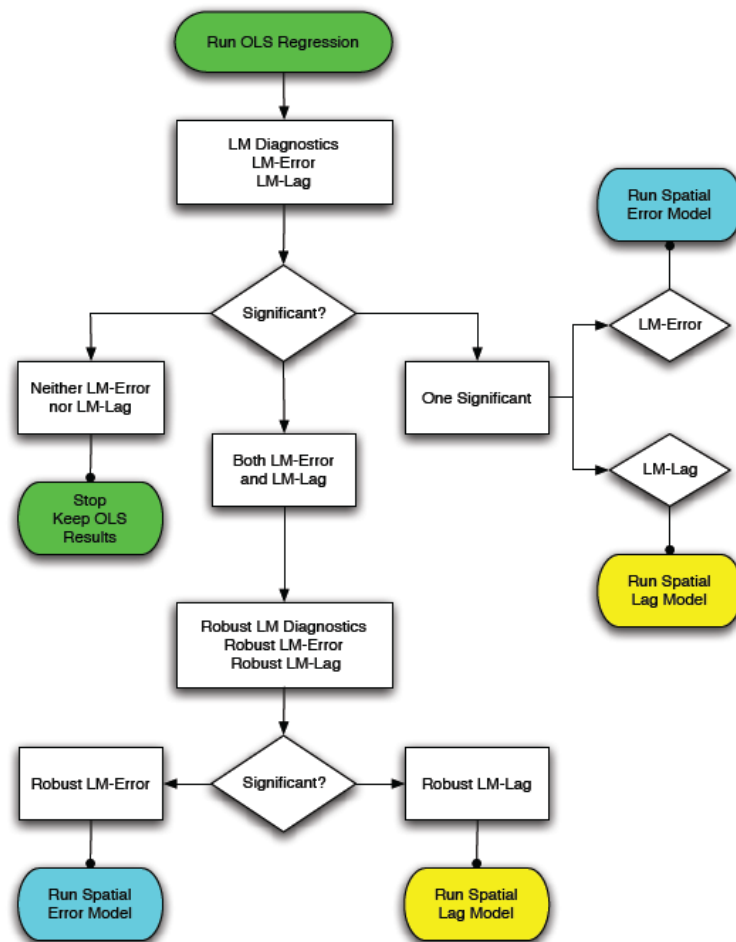 Run OLS Regression
LM Diagnostics
LM-Error
LM-Lag
Run Spatial
Error Model
Significant?
LM-Error
Neither LM-Error
nor LM-Lag
One Significant
Both LM-Error
and LM-Lag
LM-Lag
Stop
Keep OLS
Results
Run Spatial
Lag Model
Robust LM Diagnostics
Robust LM-Error
Robust LM-Lag
Robust LM-Error
Significant?
Robust LM-Lag
Run Spatial
Error Model
Run Spatial
Lag Model